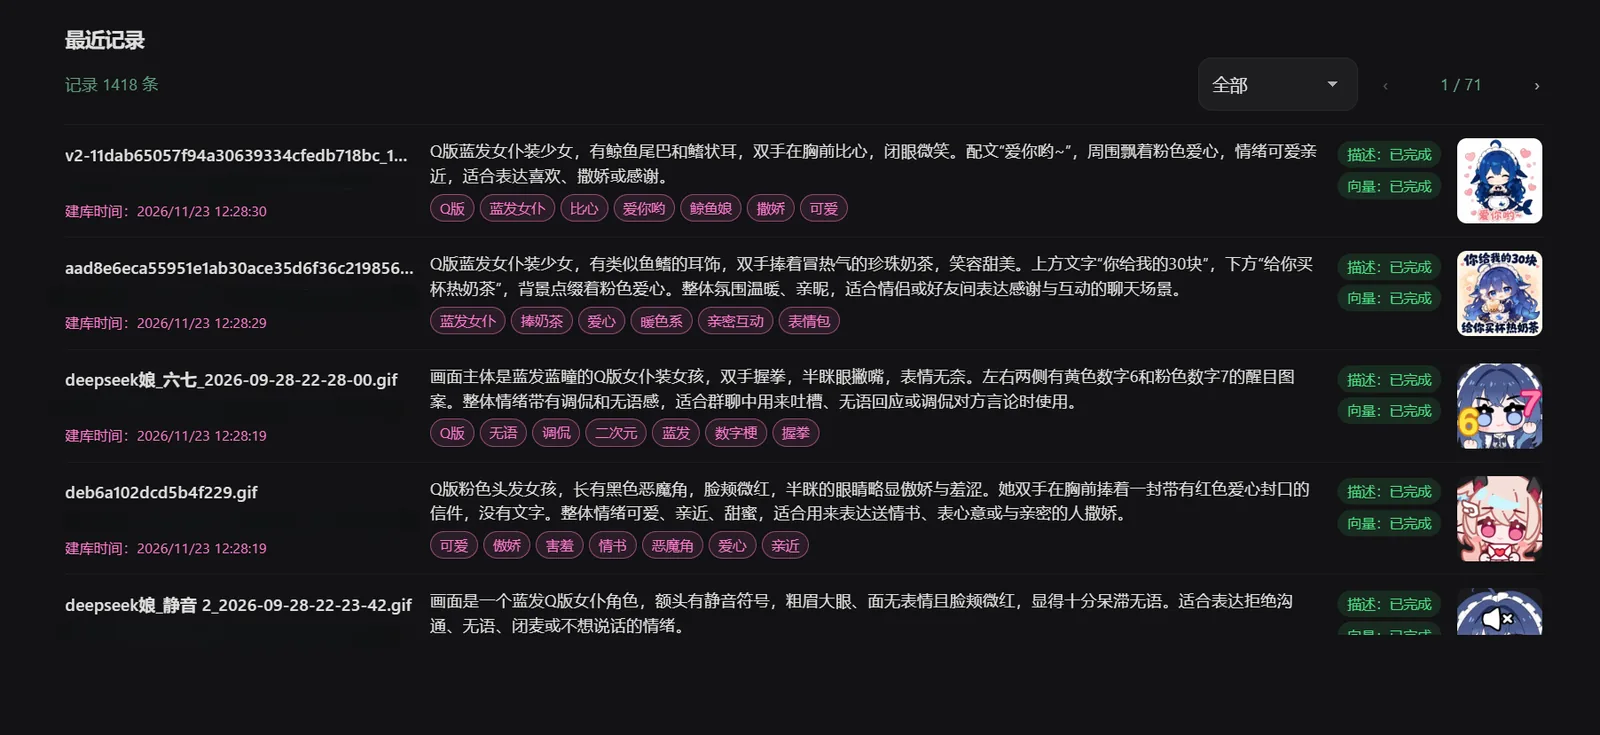 最近记录
记录 1418 条
全部
‹ 1 / 71 ›
v2-11dab65057f94a30639334cfedb718bc_1...
建库时间：2026/11/23 12:28:30
Q版蓝发女仆装少女，有鲸鱼尾巴和鳍状耳，双手在胸前比心，闭眼微笑。配文“爱你哟~”，周围飘着粉色爱心，情绪可爱亲
近，适合表达喜欢、撒娇或感谢。
Q版 蓝发女仆 比心 爱你哟 鲸鱼娘 撒娇 可爱
描述：已完成
向量：已完成
爱你哟~
aad8e6eca55951e1ab30ace35d6f36c219856...
建库时间：2026/11/23 12:28:29
Q版蓝发女仆装少女，有类似鱼鳍的耳饰，双手捧着冒热气的珍珠奶茶，笑容甜美。上方文字“你给我的30块”，下方“给你买
杯热奶茶”，背景点缀着粉色爱心。整体氛围温暖、亲昵，适合情侣或好友间表达感谢与互动的聊天场景。
蓝发女仆 捧奶茶 爱心 暖色系 亲密互动 表情包
描述：已完成
向量：已完成
你给我的30块
给你买杯热奶茶
deepseek娘_六七_2026-09-28-22-28-00.gif
建库时间：2026/11/23 12:28:19
画面主体是蓝发蓝瞳的Q版女仆装女孩，双手握拳，半眯眼撇嘴，表情无奈。左右两侧有黄色数字6和粉色数字7的醒目图
案。整体情绪带有调侃和无语感，适合群聊中用来吐槽、无语回应或调侃对方言论时使用。
Q版 无语 调侃 二次元 蓝发 数字梗 握拳
描述：已完成
向量：已完成
6 7
deb6a102dcd5b4f229.gif
建库时间：2026/11/23 12:28:19
Q版粉色头发女孩，长有黑色恶魔角，脸颊微红，半眯的眼睛略显傲娇与羞涩。她双手在胸前捧着一封带有红色爱心封口的
信件，没有文字。整体情绪可爱、亲近、甜蜜，适合用来表达送情书、表心意或与亲密的人撒娇。
可爱 傲娇 害羞 情书 恶魔角 爱心 亲近
描述：已完成
向量：已完成
deepseek娘_静音 2_2026-09-28-22-23-42.gif
画面是一个蓝发Q版女仆角色，额头有静音符号，粗眉大眼、面无表情且脸颊微红，显得十分呆滞无语。适合表达拒绝沟
通、无语、闭麦或不想说话的情绪。
描述：已完成
向量：已完成